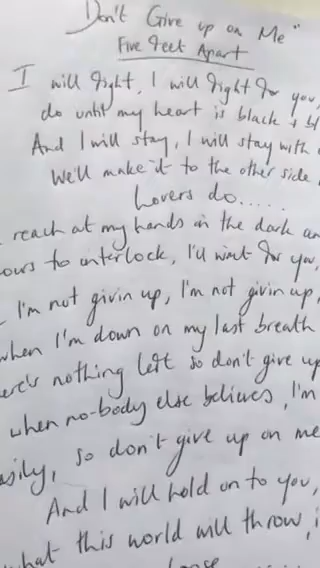 Don't Give up on Me"
Five Feet Apart
I will fight, I will fight for you,
do until my heart is black & bl
And I will stay, I will stay with
We'll make it to the other side
Lovers do.....
reach at my hands in the dark an
ours to interlock, I'll wait for you,
I'm not givin up, I'm not givin up,
when I'm down on my last breath
ere's nothing left so don't give up
when no-body else believes, I'm
asily, so don't give up on me
And I will hold on to you,
what this world will throw, i